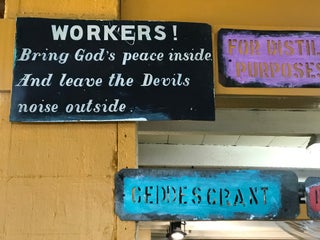 WORKERS!
Bring God's peace inside
And leave the Devils
noise outside.
FOR DISTIL
PURPOSES
GEDDES GRANT